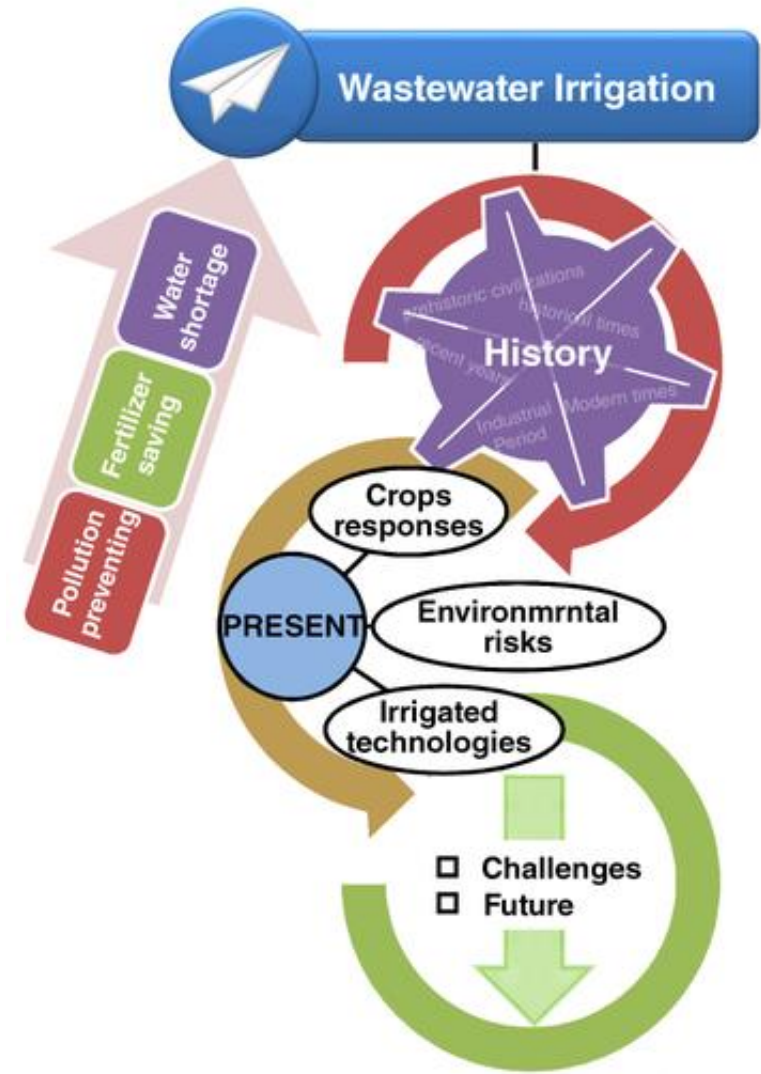 Wastewater Irrigation
Water
shortage
Fertilizer
saving
Pollution
preventing
prehistoric civilizations
historical times
recent years
History
Industrial
Period
Modern times
Crops
responses
PRESENT
Environmrntal
risks
Irrigated
technologies
Challenges
Future